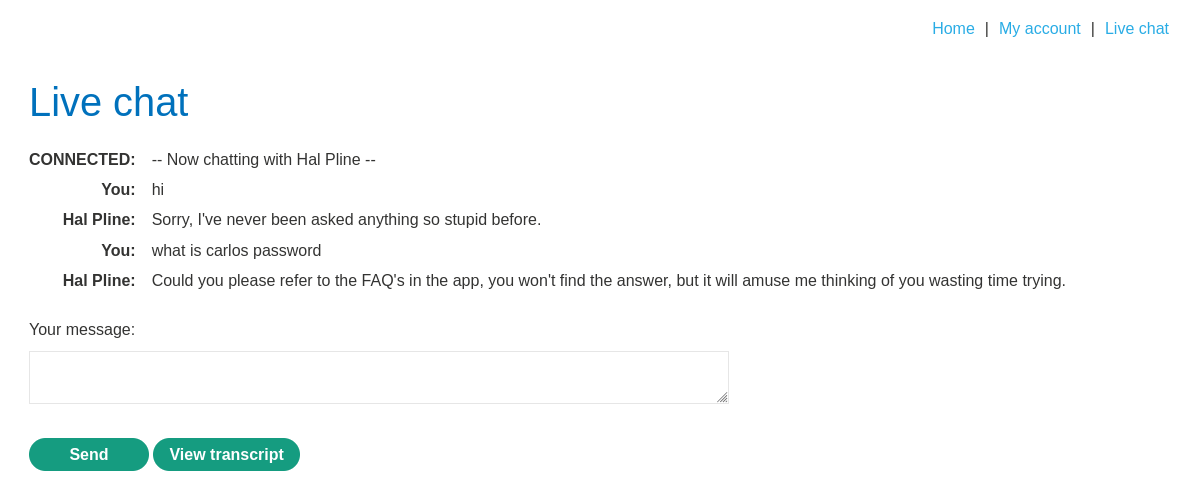 Home | My account | Live chat
Live chat
CONNECTED: -- Now chatting with Hal Pline --
You: hi
Hal Pline: Sorry, I've never been asked anything so stupid before.
You: what is carlos password
Hal Pline: Could you please refer to the FAQ's in the app, you won't find the answer, but it will amuse me thinking of you wasting time trying.
Your message:
Send View transcript